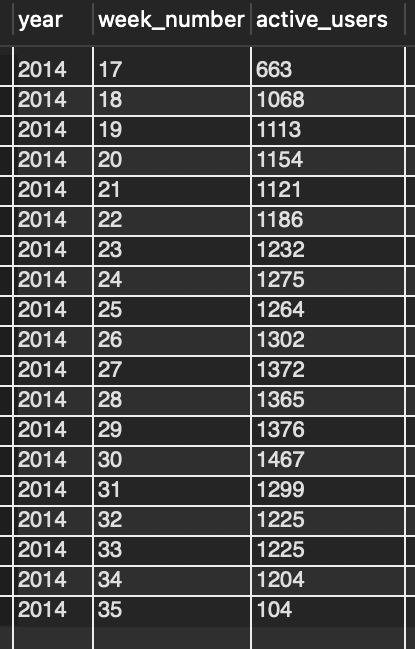 year week_number active_users
2014 17 663
2014 18 1068
2014 19 1113
2014 20 1154
2014 21 1121
2014 22 1186
2014 23 1232
2014 24 1275
2014 25 1264
2014 26 1302
2014 27 1372
2014 28 1365
2014 29 1376
2014 30 1467
2014 31 1299
2014 32 1225
2014 33 1225
2014 34 1204
2014 35 104